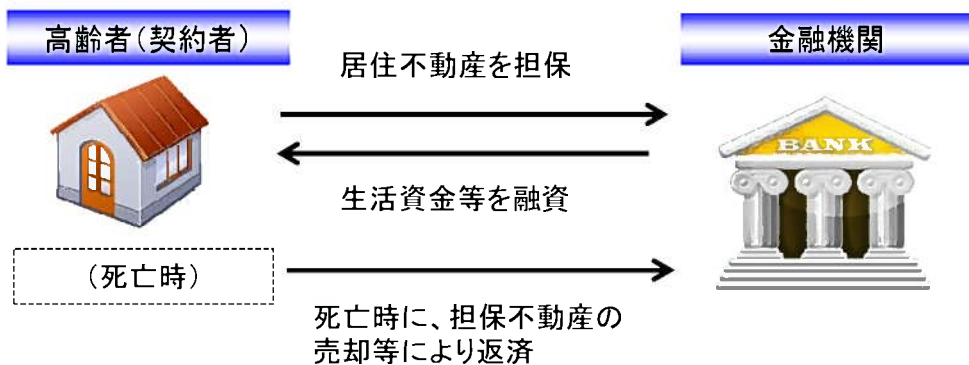 高齢者(契約者)
金融機関
居住不動産を担保
BANK
生活資金等を融資
(死亡時)
死亡時に、担保不動産の
売却等により返済